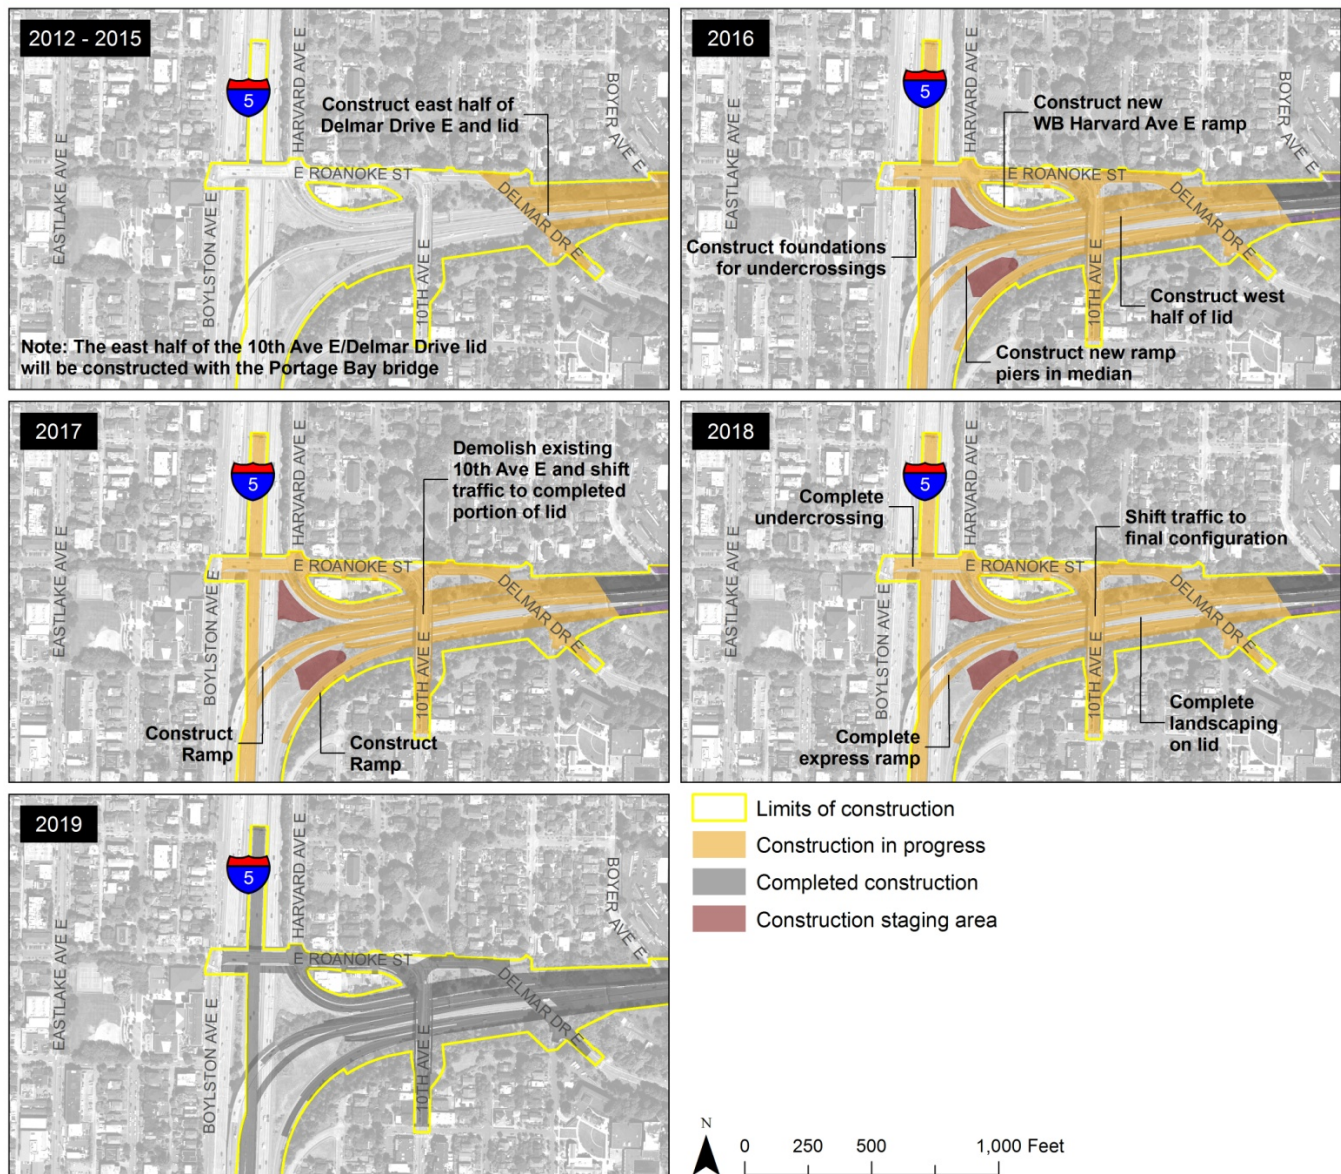 2012 - 2015
5
HARVARD AVE E
BOYER AVE E
EASTLAKE AVE E
BOYLSTON AVE E
Construct east half of
Delmar Drive E and lid
E ROANOKE ST
DELMAR DR E
10TH AVE E
Note: The east half of the 10th Ave E/Delmar Drive lid
will be constructed with the Portage Bay bridge
2016
5
HARVARD AVE E
BOYER AVE E
EASTLAKE AVE E
BOYLSTON AVE E
Construct new
WB Harvard Ave E ramp
E ROANOKE ST
DELMAR DR E
10TH AVE E
Construct foundations
for undercrossings
Construct west
half of lid
Construct new ramp
piers in median
2017
5
HARVARD AVE E
EASTLAKE AVE E
BOYLSTON AVE E
Demolish existing
10th Ave E and shift
traffic to completed
portion of lid
E ROANOKE ST
DELMAR DR E
10TH AVE E
Construct
Ramp
Construct
Ramp
2018
5
HARVARD AVE E
EASTLAKE AVE E
BOYLSTON AVE E
Complete
undercrossing
Shift traffic to
final configuration
E ROANOKE ST
DELMAR DR E
10TH AVE E
Complete
express ramp
Complete
landscaping
on lid
2019
5
HARVARD AVE E
BOYER AVE E
EASTLAKE AVE E
BOYLSTON AVE E
E ROANOKE ST
DELMAR DR E
10TH AVE E
Limits of construction
Construction in progress
Completed construction
Construction staging area
N
0 250 500 1,000 Feet